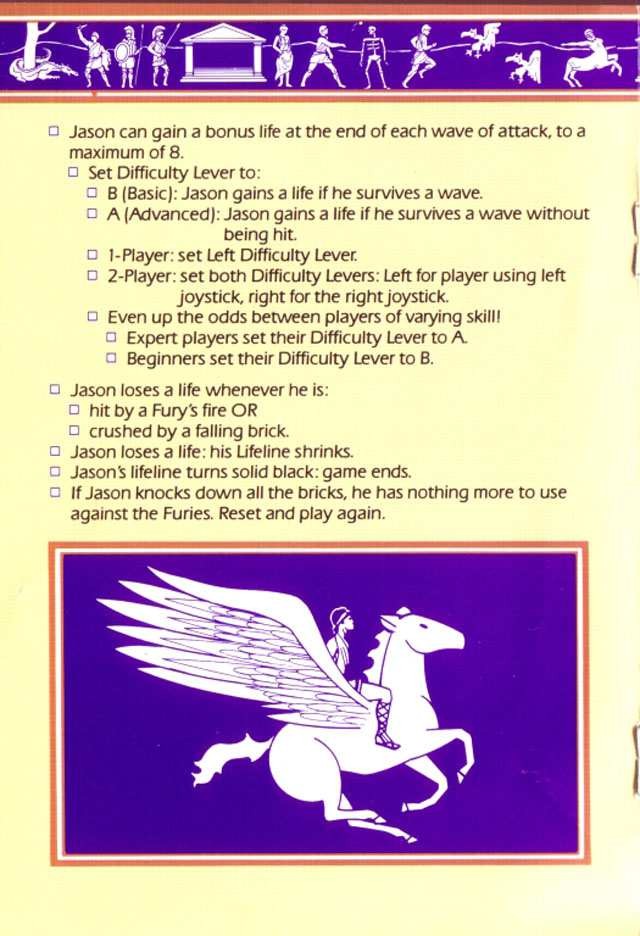 Jason can gain a bonus life at the end of each wave of attack, to a
maximum of 8.
Set Difficulty Lever to:
B (Basic): Jason gains a life if he survives a wave.
A (Advanced): Jason gains a life if he survives a wave without
being hit.
1-Player: set Left Difficulty Lever.
2-Player: set both Difficulty Levers: Left for player using left
joystick, right for the right joystick.
Even up the odds between players of varying skill!
Expert players set their Difficulty Lever to A.
Beginners set their Difficulty Lever to B.
Jason loses a life whenever he is:
hit by a Fury's fire OR
crushed by a falling brick.
Jason loses a life: his Lifeline shrinks.
Jason's lifeline turns solid black: game ends.
If Jason knocks down all the bricks, he has nothing more to use
against the Furies. Reset and play again.